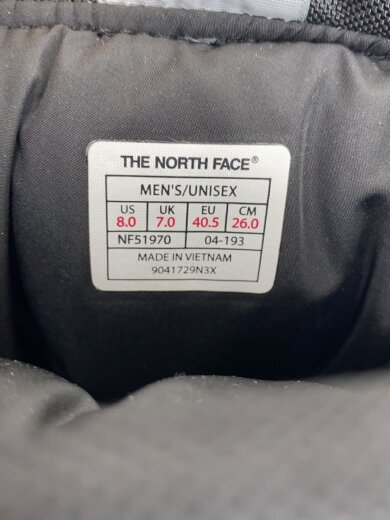 THE NORTH FACE®
MEN'S/UNISEX
US UK EU CM
8.0 7.0 40.5 26.0
NF51970 04-193
MADE IN VIETNAM
9041729N3X